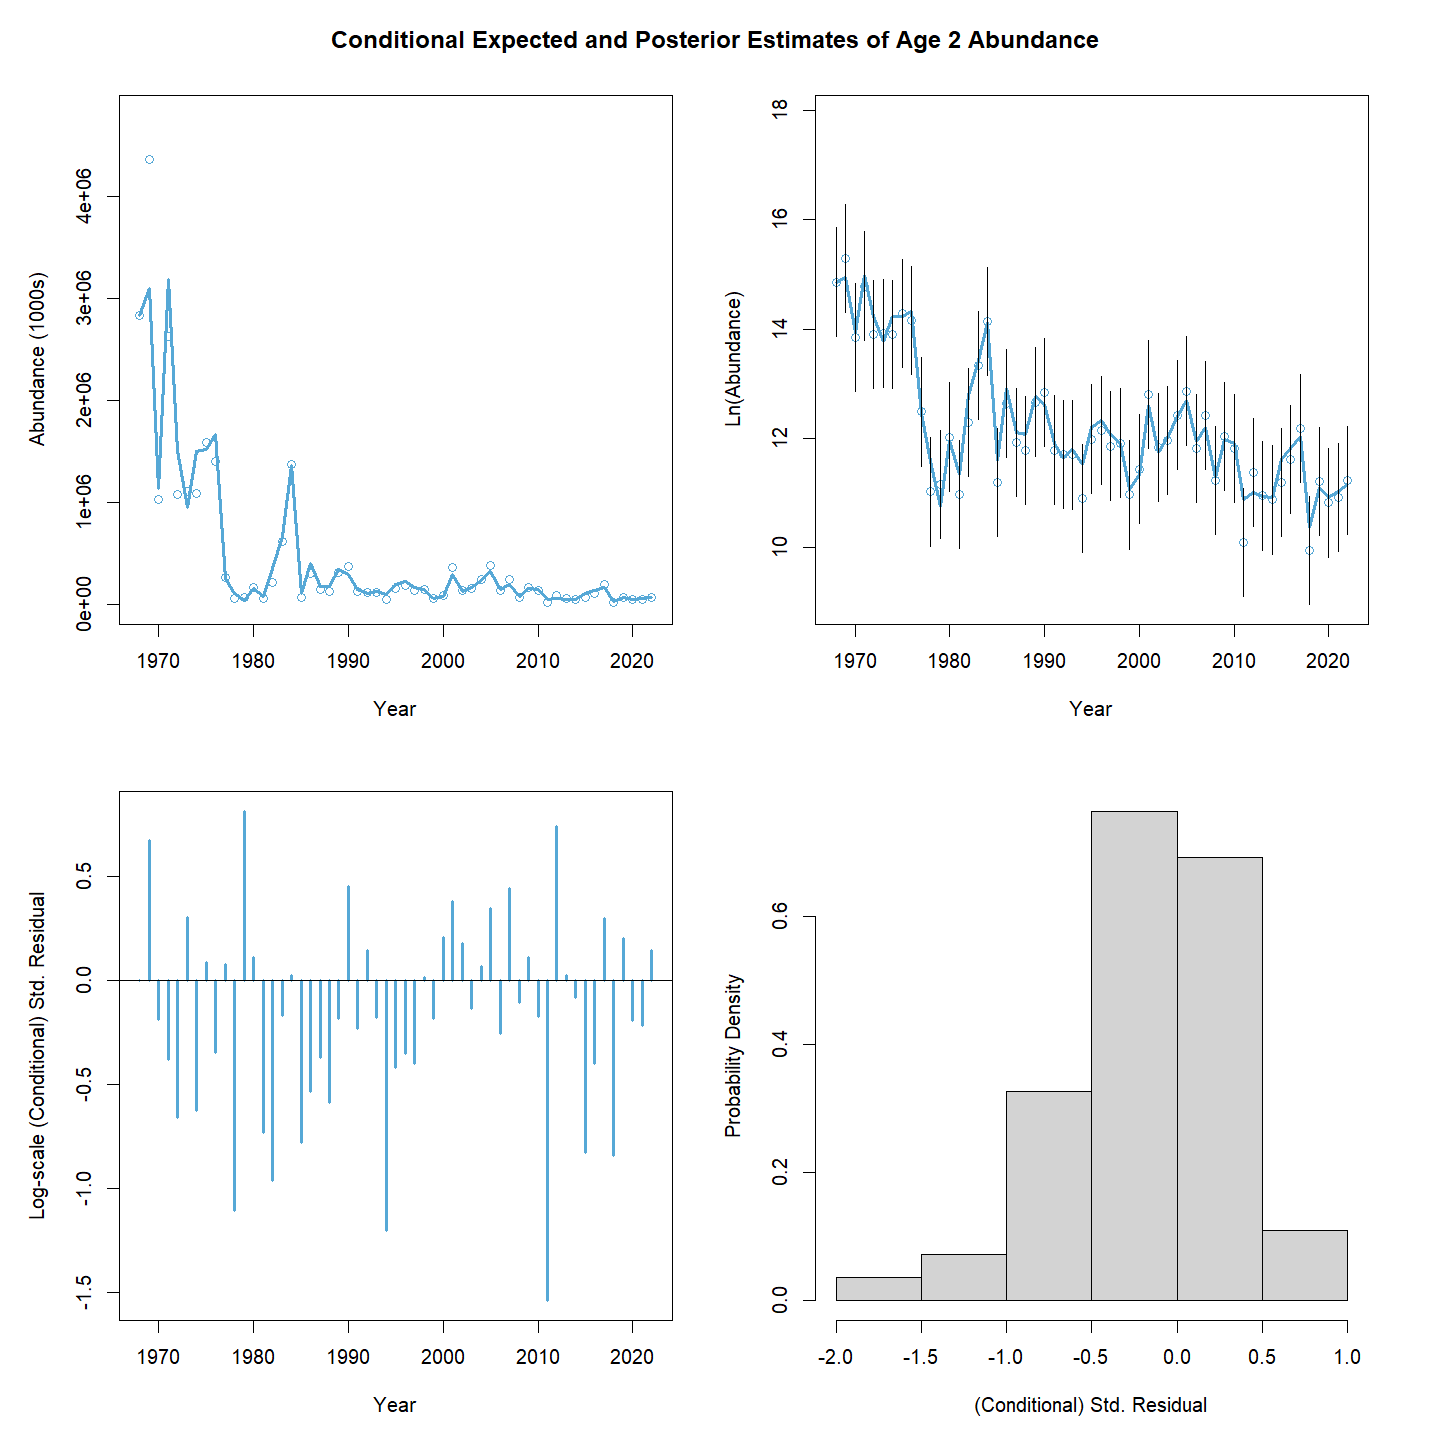 Conditional Expected and Posterior Estimates of Age 2 Abundance
Abundance (1000s)
4e+06
3e+06
2e+06
1e+06
0e+00
1970 1980 1990 2000 2010 2020
Year
Ln(Abundance)
18
16
14
12
10
1970 1980 1990 2000 2010 2020
Year
Log-scale (Conditional) Std. Residual
0.5
0.0
-0.5
-1.0
-1.5
1970 1980 1990 2000 2010 2020
Year
Probability Density
0.6
0.4
0.2
0.0
-2.0 -1.5 -1.0 -0.5 0.0 0.5 1.0
(Conditional) Std. Residual